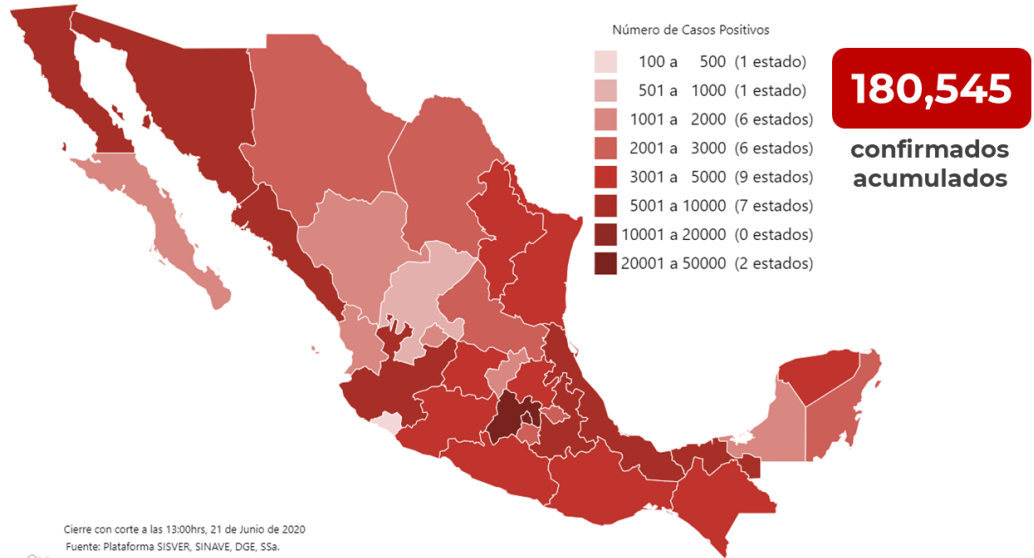 Número de Casos Positivos
100 a 500 (1 estado)
501 a 1000 (1 estado)
1001 a 2000 (6 estados)
2001 a 3000 (6 estados)
3001 a 5000 (9 estados)
5001 a 10000 (7 estados)
10001 a 20000 (0 estados)
20001 a 50000 (2 estados)
180,545
confirmados
acumulados
Cierre con corte a las 13:00hrs, 21 de Junio de 2020
Fuente: Plataforma SISVER, SINAVE, DGE, SSa.